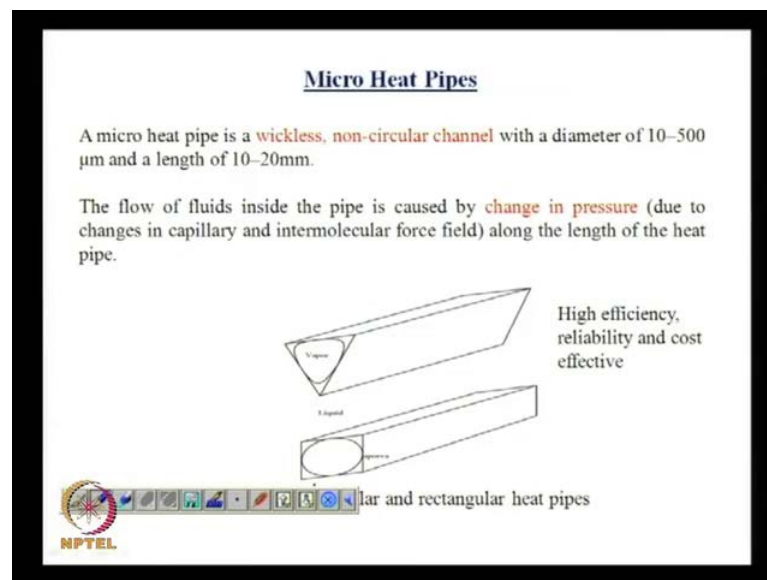 Micro Heat Pipes
A micro heat pipe is a wickless, non-circular channel with a diameter of 10–500
μm and a length of 10–20mm.
The flow of fluids inside the pipe is caused by change in pressure (due to
changes in capillary and intermolecular force field) along the length of the heat
pipe.
High efficiency,
reliability and cost
effective
Vapour
Liquid
lar and rectangular heat pipes
NPTEL